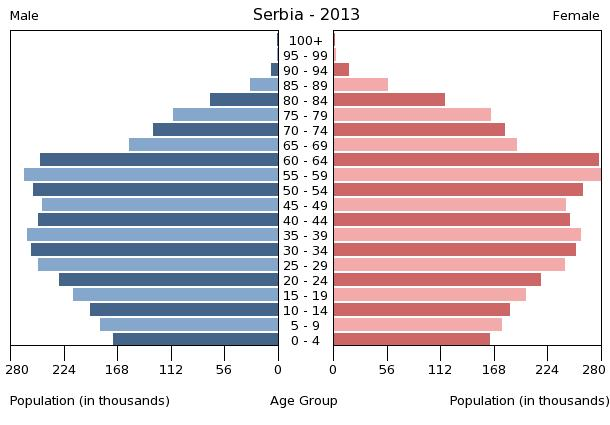 Male Serbia - 2013 Female
100+
95 - 99
90 - 94
85 - 89
80 - 84
75 - 79
70 - 74
65 - 69
60 - 64
55 - 59
50 - 54
45 - 49
40 - 44
35 - 39
30 - 34
25 - 29
20 - 24
15 - 19
10 - 14
5 - 9
0 - 4
280 224 168 112 56 0 0 56 112 168 224 280
Population (in thousands) Age Group Population (in thousands)